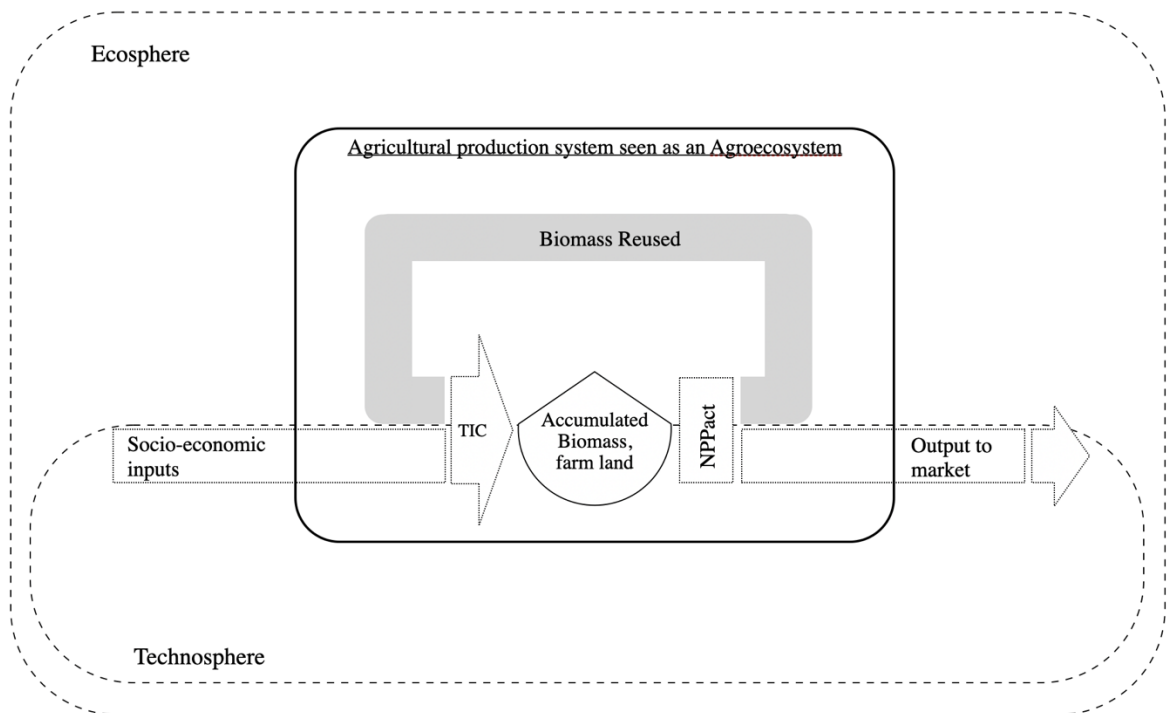 Ecosphere
Agricultural production system seen as an Agroecosystem
Biomass Reused
Socio-economic
inputs
TIC
Accumulated
Biomass,
farm land
NPPact
Output to
market
Technosphere